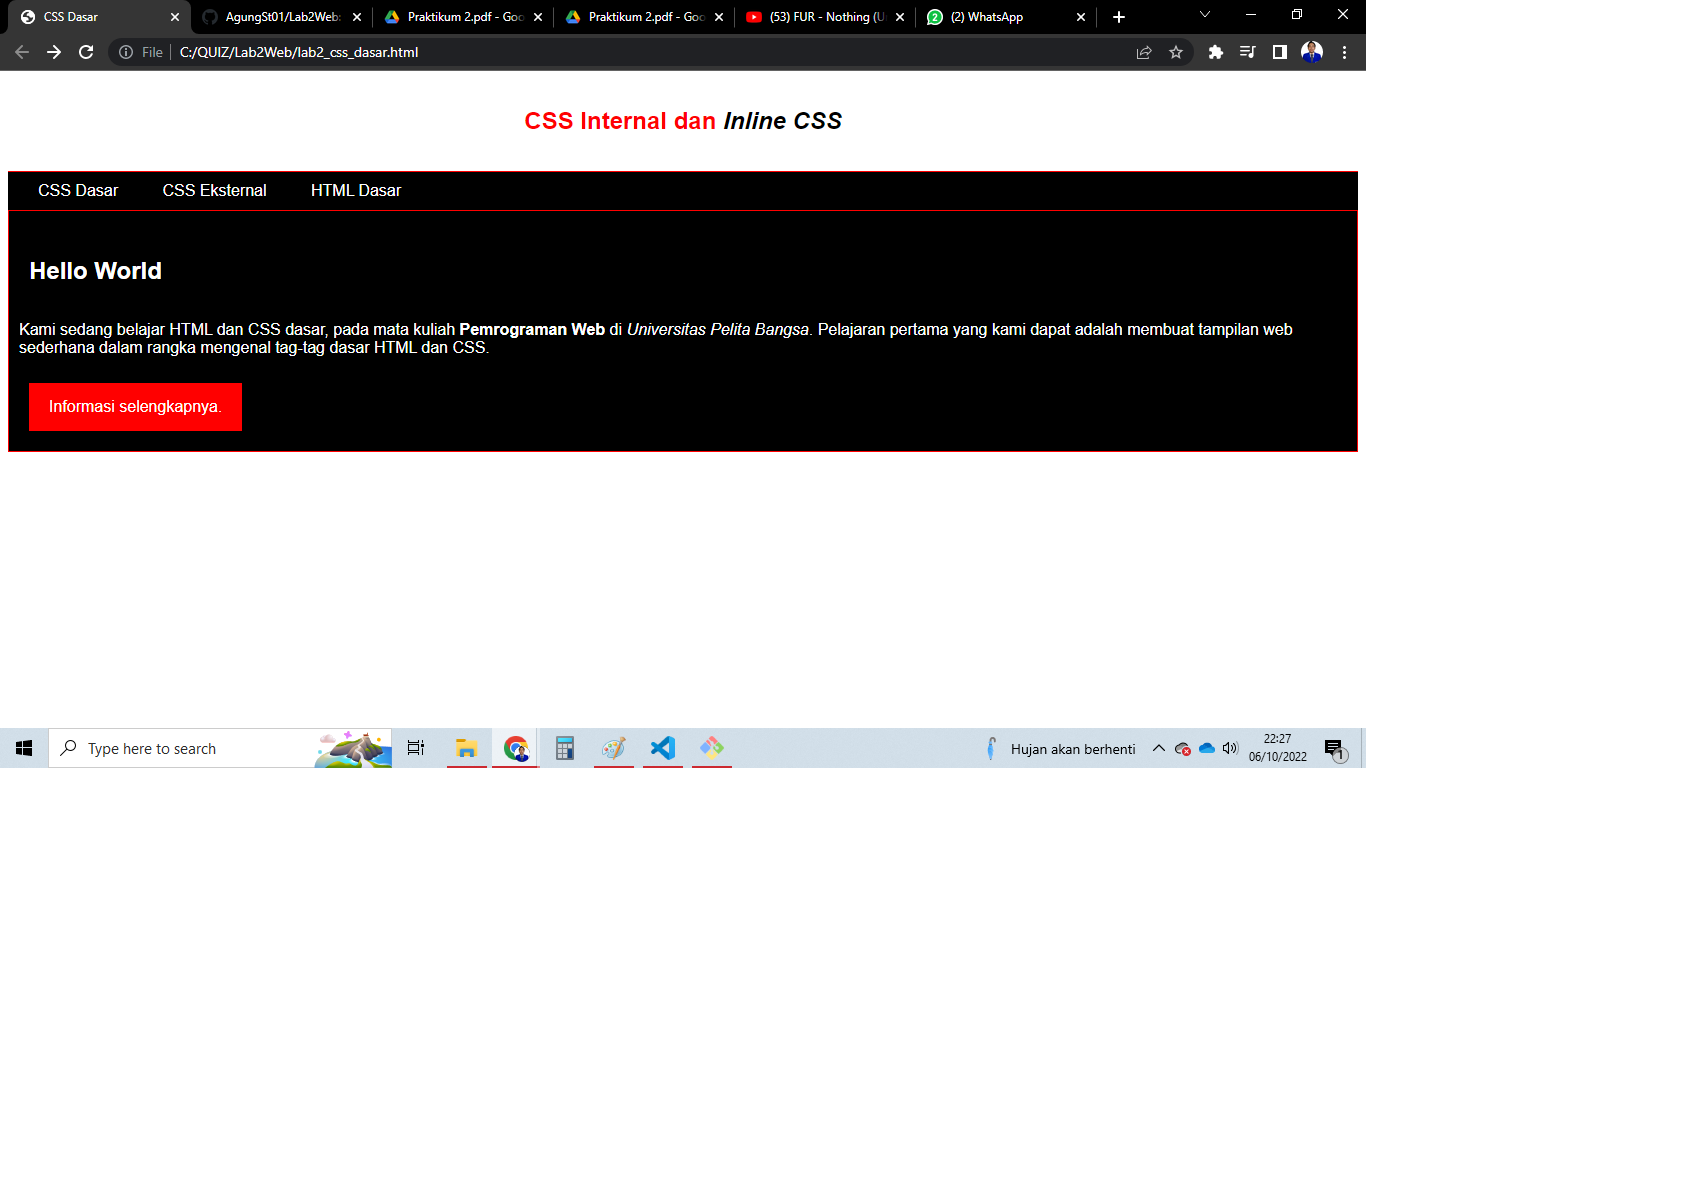 CSS Dasar
AgungSt01/Lab2Web:
Praktikum 2.pdf - Goo
Praktikum 2.pdf - Goo
(53) FUR - Nothing (U
2 (2) WhatsApp
File C:/QUIZ/Lab2Web/lab2_css_dasar.html
CSS Internal dan Inline CSS
CSS Dasar CSS Eksternal HTML Dasar
Hello World
Kami sedang belajar HTML dan CSS dasar, pada mata kuliah Pemrograman Web di Universitas Pelita Bangsa. Pelajaran pertama yang kami dapat adalah membuat tampilan web
sederhana dalam rangka mengenal tag-tag dasar HTML dan CSS.
Informasi selengkapnya.
Type here to search
Hujan akan berhenti
22:27
06/10/2022
1